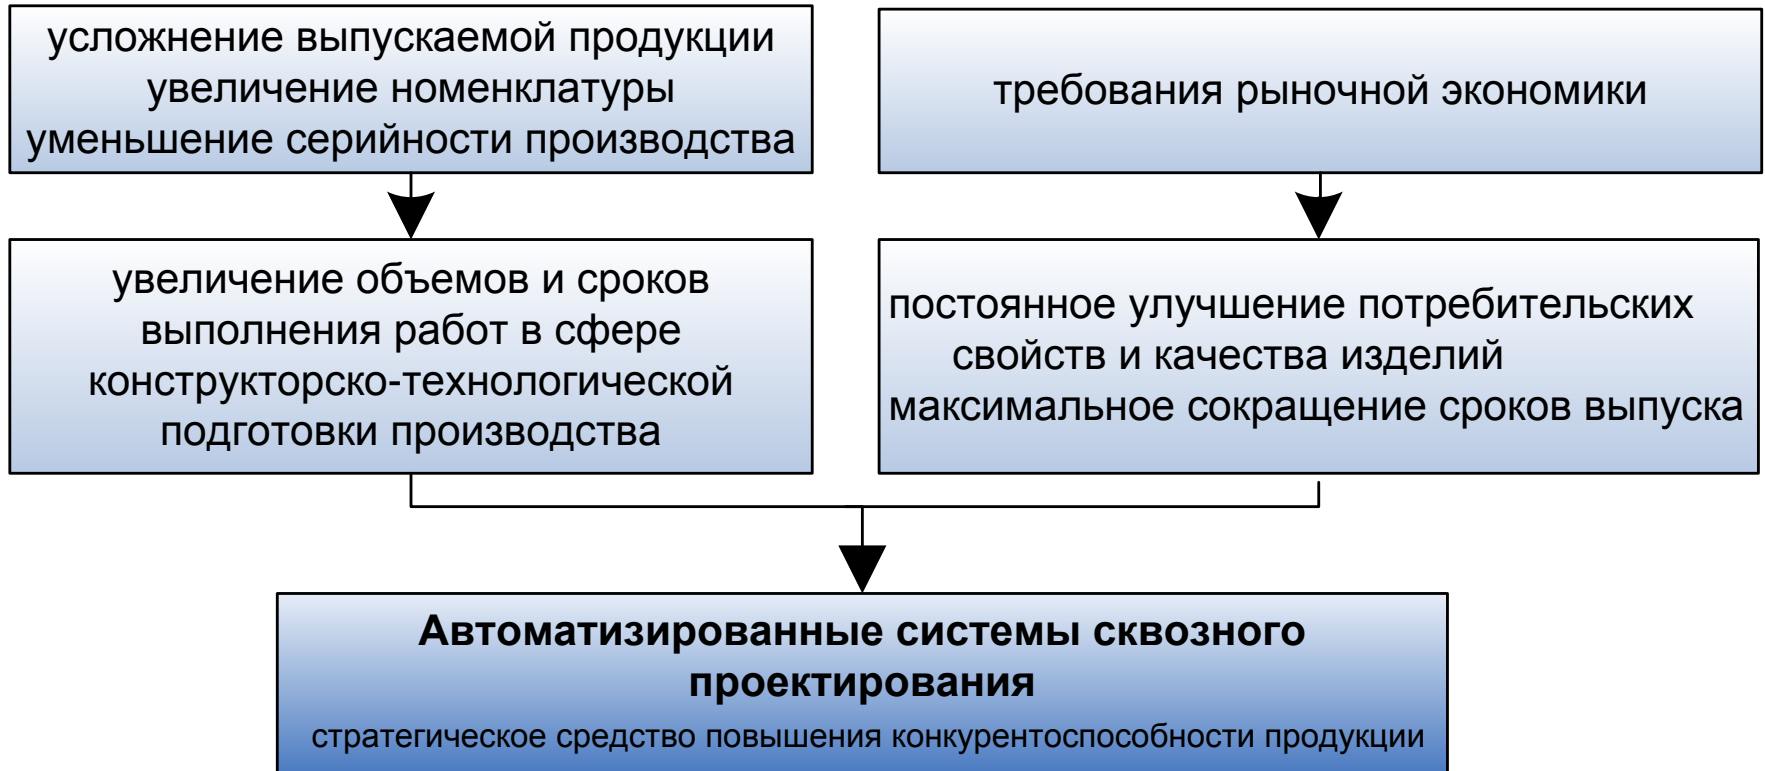 усложнение выпускаемой продукции
увеличение номенклатуры
уменьшение серийности производства
требования рыночной экономики
увеличение объемов и сроков
выполнения работ в сфере
конструкторско-технологической
подготовки производства
постоянное улучшение потребительских
свойств и качества изделий
максимальное сокращение сроков выпуска
Автоматизированные системы сквозного
проектирования
стратегическое средство повышения конкурентоспособности продукции